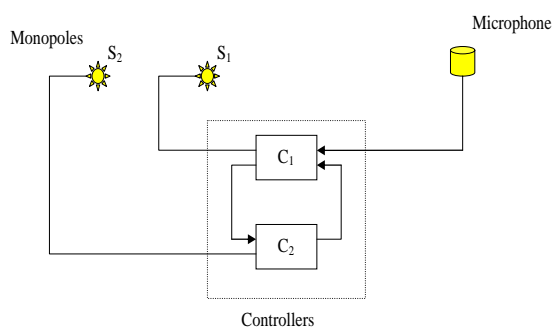 Microphone
Monopoles
S₂
S₁
C₁
C₂
Controllers